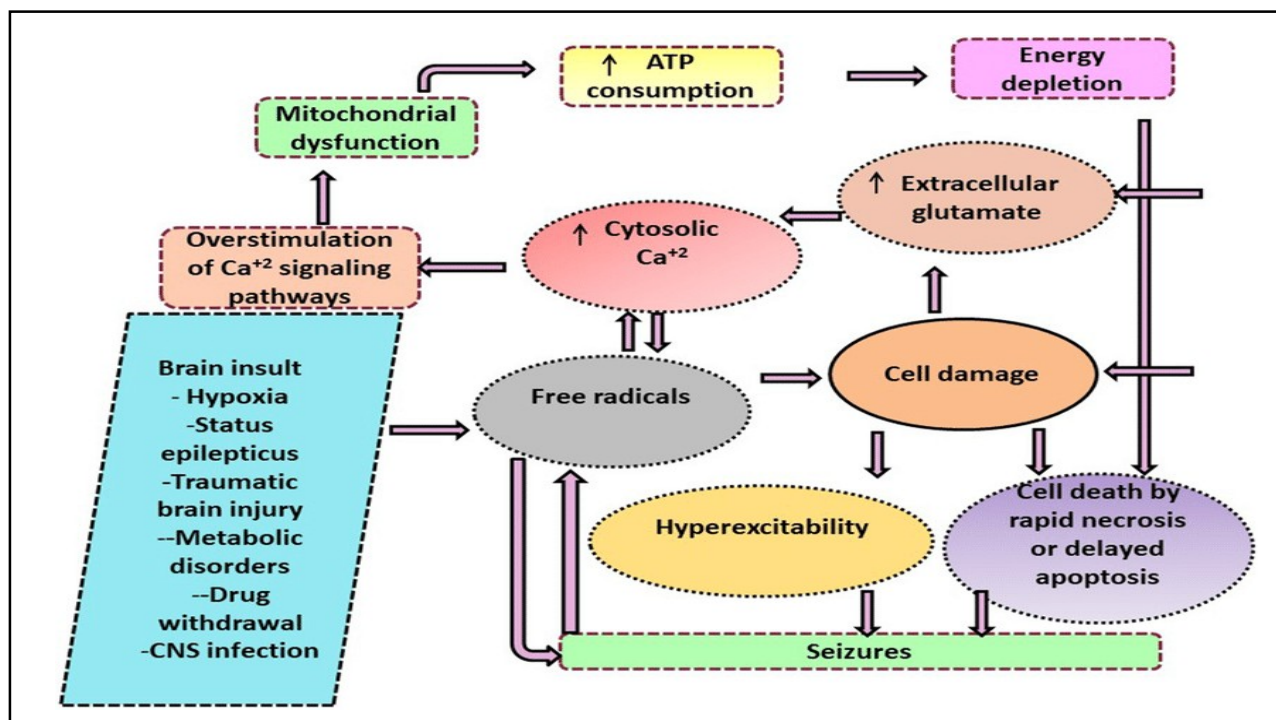 ↑ ATP
consumption
Energy
depletion
Mitochondrial
dysfunction
↑ Extracellular
glutamate
↑ Cytosolic
Ca⁺²
Overstimulation
of Ca⁺² signaling
pathways
Brain insult
- Hypoxia
-Status
epilepticus
-Traumatic
brain injury
--Metabolic
disorders
--Drug
withdrawal
-CNS infection
Free radicals
Cell damage
Hyperexcitability
Cell death by
rapid necrosis
or delayed
apoptosis
Seizures